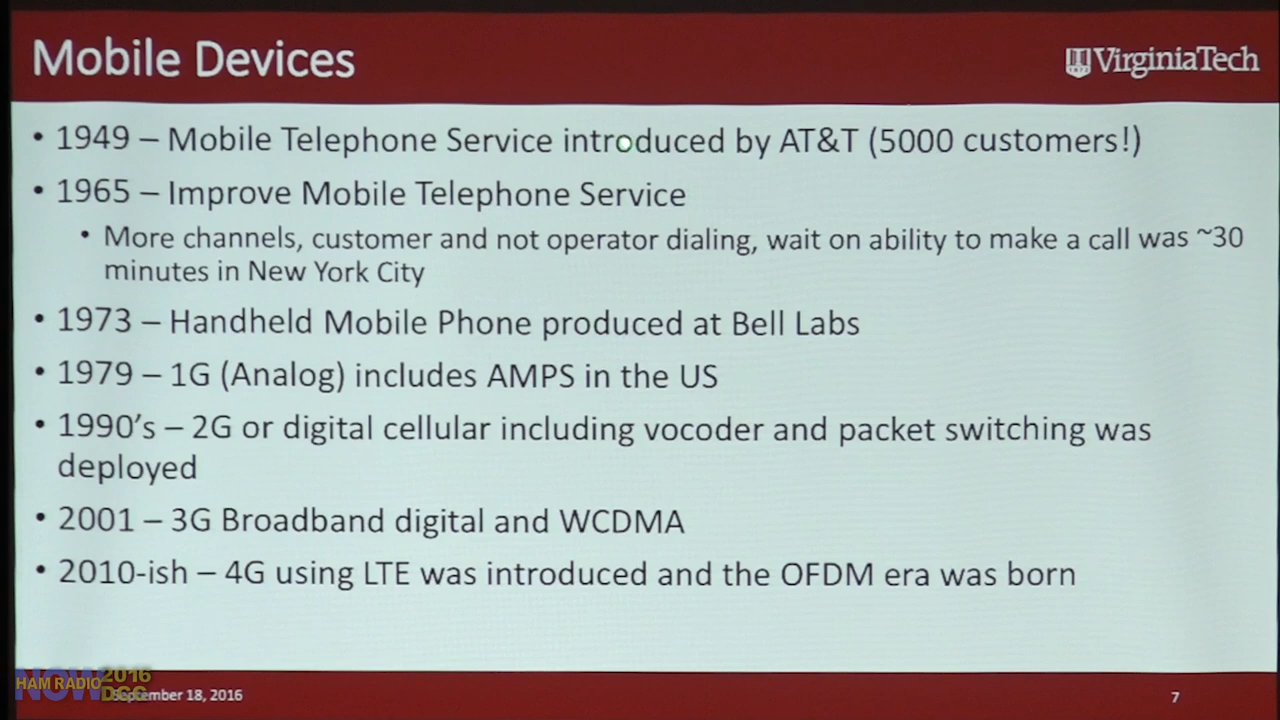 Mobile Devices
VirginiaTech
1872
• 1949 – Mobile Telephone Service introduced by AT&T (5000 customers!)
• 1965 – Improve Mobile Telephone Service
• More channels, customer and not operator dialing, wait on ability to make a call was ~30
minutes in New York City
• 1973 – Handheld Mobile Phone produced at Bell Labs
• 1979 – 1G (Analog) includes AMPS in the US
• 1990's – 2G or digital cellular including vocoder and packet switching was
deployed
• 2001 – 3G Broadband digital and WCDMA
• 2010-ish – 4G using LTE was introduced and the OFDM era was born
HAM RADIO NOW 2016 DCC
September 18, 2016
7